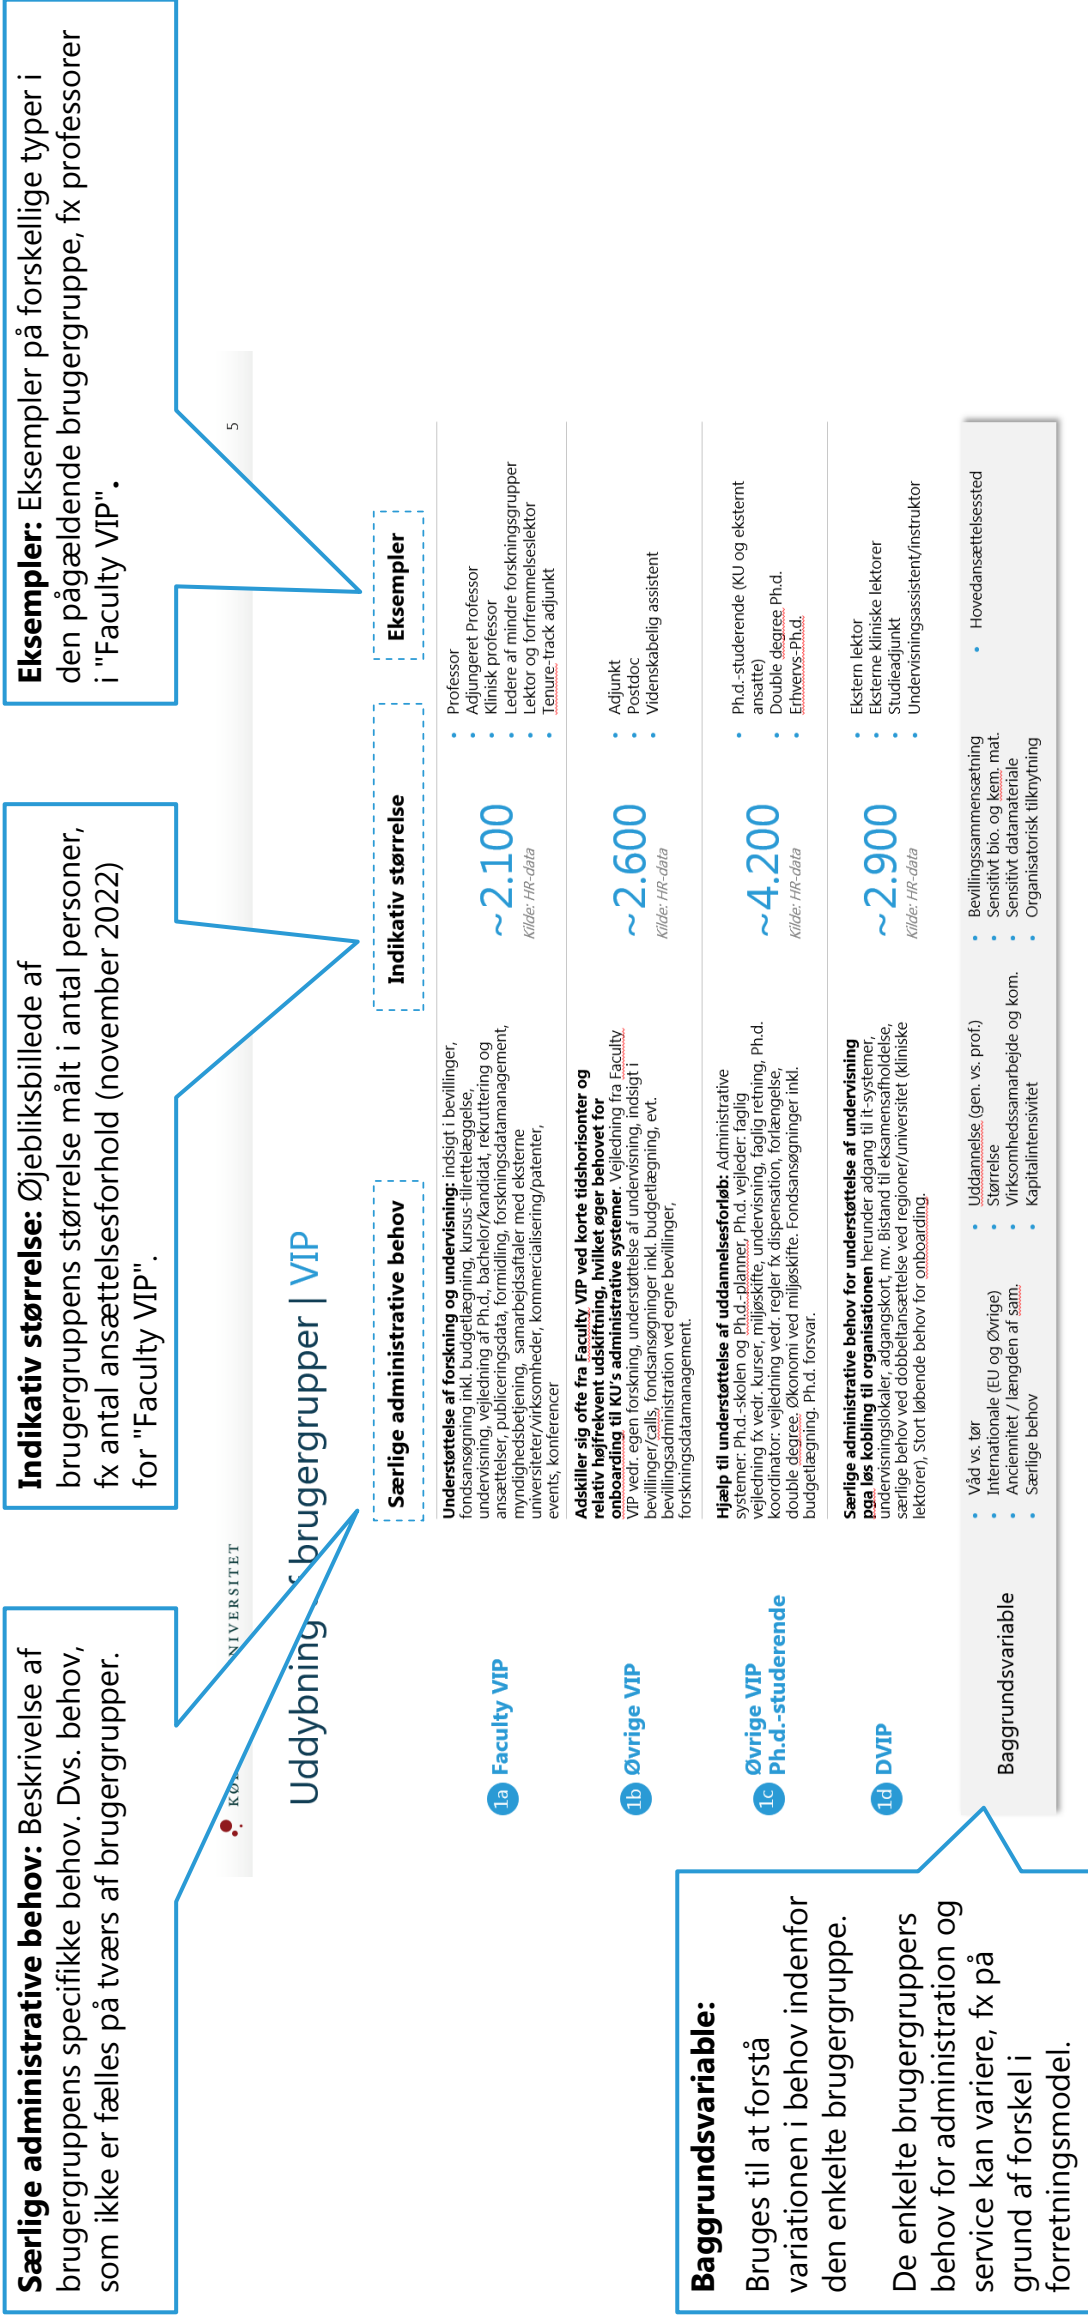 Særlige administrative behov: Beskrivelse af
brugergruppens specifikke behov. Dvs. behov,
som ikke er fælles på tværs af brugergrupper.
Indikativ størrelse: Øjebliksbillede af
brugergruppens størrelse målt i antal personer,
fx antal ansættelsesforhold (november 2022)
for "Faculty VIP".
Eksempler: Eksempler på forskellige typer i
den pågældende brugergruppe, fx professorer
i "Faculty VIP".
NIVERSITET
5
Uddybning f brugergrupper | VIP
Særlige administrative behov
Indikativ størrelse
Eksempler
1a Faculty VIP
Understøttelse af forskning og undervisning: indsigt i bevillinger,
fondsansøgning inkl. budgetlægning, kursus-tilrettelæggelse,
undervisning, vejledning af Ph.d., bachelor/kandidat, rekruttering og
ansættelser, publiceringsdata, formidling, forskningsdatamanagement,
myndighedsbetjening, samarbejdsaftaler med eksterne
universiteter/virksomheder, kommercialisering/patenter,
events, konferencer
~2.100
Kilde: HR-data
• Professor
• Adjungeret Professor
• Klinisk professor
• Ledere af mindre forskningsgrupper
• Lektor og forfremmelseslektor
• Tenure-track adjunkt
1b Øvrige VIP
Adskiller sig ofte fra Faculty VIP ved korte tidshorisonter og
relativ højfrekvent udskiftning, hvilket øger behovet for
onboarding til KU's administrative systemer. Vejledning fra Faculty
VIP vedr. egen forskning, understøttelse af undervisning, indsigt i
bevillinger/calls, fondsansøgninger inkl. budgetlægning, evt.
bevillingsadministration ved egne bevillinger,
forskningsdatamanagement.
~2.600
Kilde: HR-data
• Adjunkt
• Postdoc
• Videnskabelig assistent
1c Øvrige VIP
Ph.d.-studerende
Hjælp til understøttelse af uddannelsesforløb: Administrative
systemer: Ph.d.-skolen og Ph.d.-planner, Ph.d. vejleder: faglig
vejledning fx vedr. kurser, miljøskifte, undervisning, faglig retning, Ph.d.
koordinator: vejledning vedr. regler fx dispensation, forlængelse,
double degree. Økonomi ved miljøskifte. Fondsansøgninger inkl.
budgetlægning. Ph.d. forsvar.
~4.200
Kilde: HR-data
• Ph.d.-studerende (KU og eksternt
ansatte)
• Double degree Ph.d.
• Erhvervs-Ph.d.
1d DVIP
Særlige administrative behov for understøttelse af undervisning
pga løs kobling til organisationen herunder adgang til it-systemer,
undervisningslokaler, adgangskort, mv. Bistand til eksamensafholdelse,
særlige behov ved dobbeltansættelse ved regioner/universitet (kliniske
lektorer), Stort løbende behov for onboarding.
~2.900
Kilde: HR-data
• Ekstern lektor
• Eksterne kliniske lektorer
• Studieadjunkt
• Undervisningsassistent/instruktor
Baggrundsvariable
• Våd vs. tør
• Internationale (EU og Øvrige)
• Anciennitet / længden af sam.
• Særlige behov
• Uddannelse (gen. vs. prof.)
• Størrelse
• Virksomhedssamarbejde og kom.
• Kapitalintensivitet
• Bevillingssammensætning
• Sensitivt bio. og kem. mat.
• Sensitivt datamateriale
• Organisatorisk tilknytning
• Hovedansættelsessted
Baggrundsvariable:
Bruges til at forstå
variationen i behov indenfor
den enkelte brugergruppe.
De enkelte brugergruppers
behov for administration og
service kan variere, fx på
grund af forskel i
forretningsmodel.